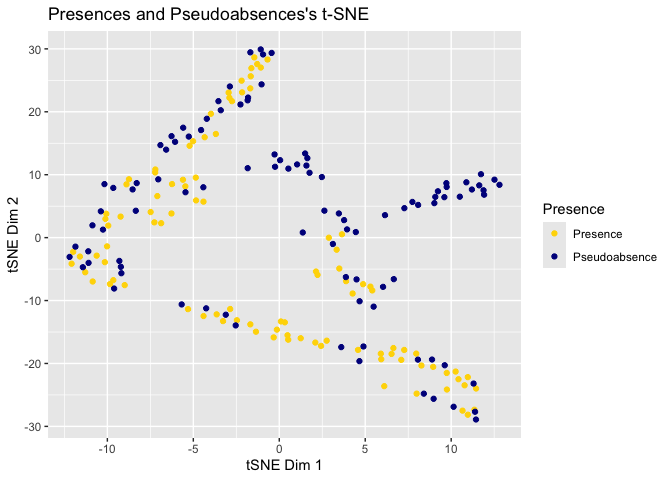 Presences and Pseudoabsences's t-SNE
30
20
10
0
-10
-20
-30
tSNE Dim 2
-10
-5
0
5
10
tSNE Dim 1
Presence
Presence
Pseudoabsence